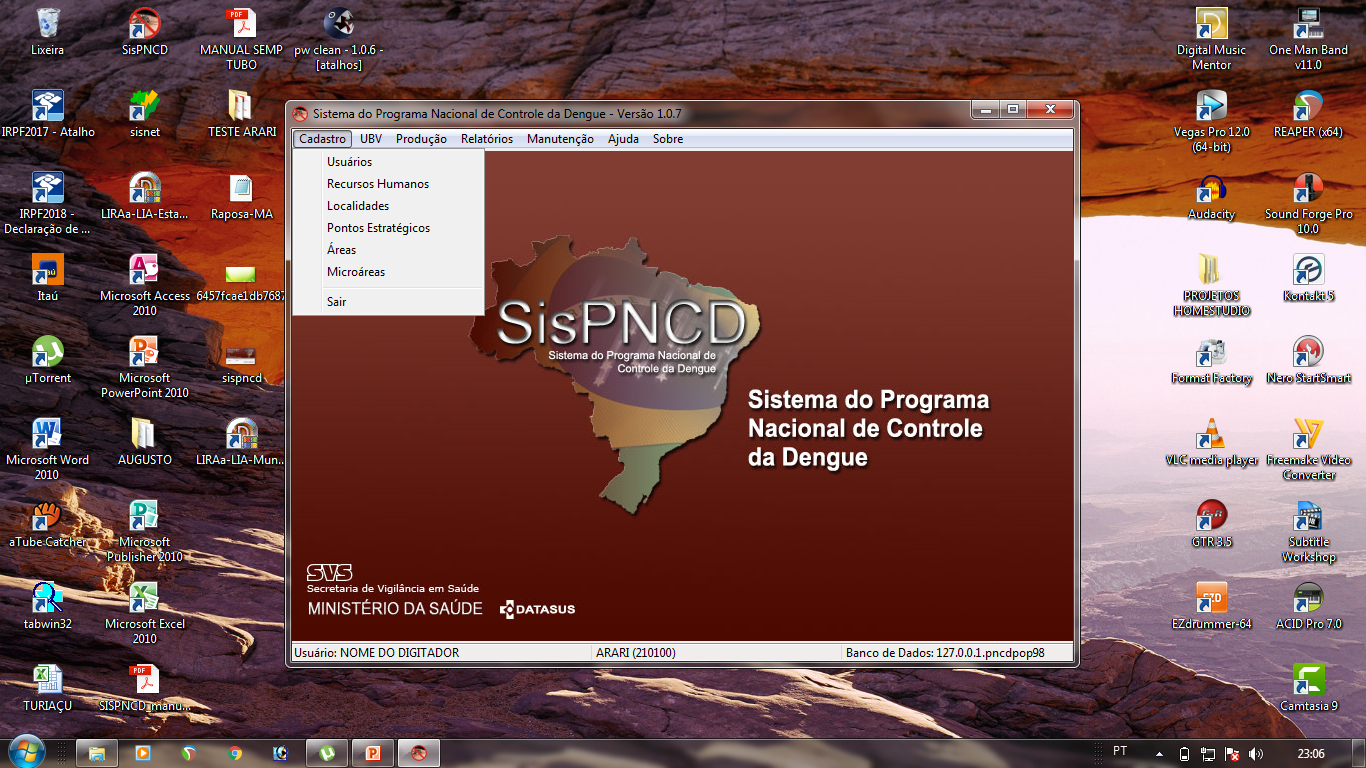 Lixeira
SisPNCD
MANUAL SEMP
TUBO
pw clean - 1.0.6 -
[atalhos]
Digital Music
Mentor
One Man Band
v11.0
IRPF2017 - Atalho
sisnet
TESTE ARARI
Vegas Pro 12.0
(64-bit)
REAPER (x64)
IRPF2018 -
Declaração de ...
LIRAa-LIA-Esta...
Raposa-MA
Audacity
Sound Forge Pro
10.0
Itaú
Microsoft Access
2010
6457fcae1db7687
PROJETOS
HOMESTUDIO
Kontakt 5
µTorrent
Microsoft
PowerPoint 2010
sispncd
Format Factory
Nero StartSmart
Microsoft Word
2010
AUGUSTO
LIRAa-LIA-Mun...
VLC media player
Freemake Video
Converter
aTube Catcher
Microsoft
Publisher 2010
GTR 3.5
Subtitle
Workshop
tabwin32
Microsoft Excel
2010
EZdrummer-64
ACID Pro 7.0
TURIAÇU
SISPNCD_manu...
Camtasia 9
Sistema do Programa Nacional de Controle da Dengue - Versão 1.0.7
Cadastro UBV Produção Relatórios Manutenção Ajuda Sobre
Usuários
Recursos Humanos
Localidades
Pontos Estratégicos
Áreas
Microáreas
Sair
SisPNCD
Sistema do Programa Nacional de
Controle da Dengue
Sistema do Programa
Nacional de Controle
da Dengue
SVS
Secretaria de Vigilância em Saúde
MINISTÉRIO DA SAÚDE DATASUS
Usuário: NOME DO DIGITADOR ARARI (210100) Banco de Dados: 127.0.0.1.pncdpop98
PT 23:06